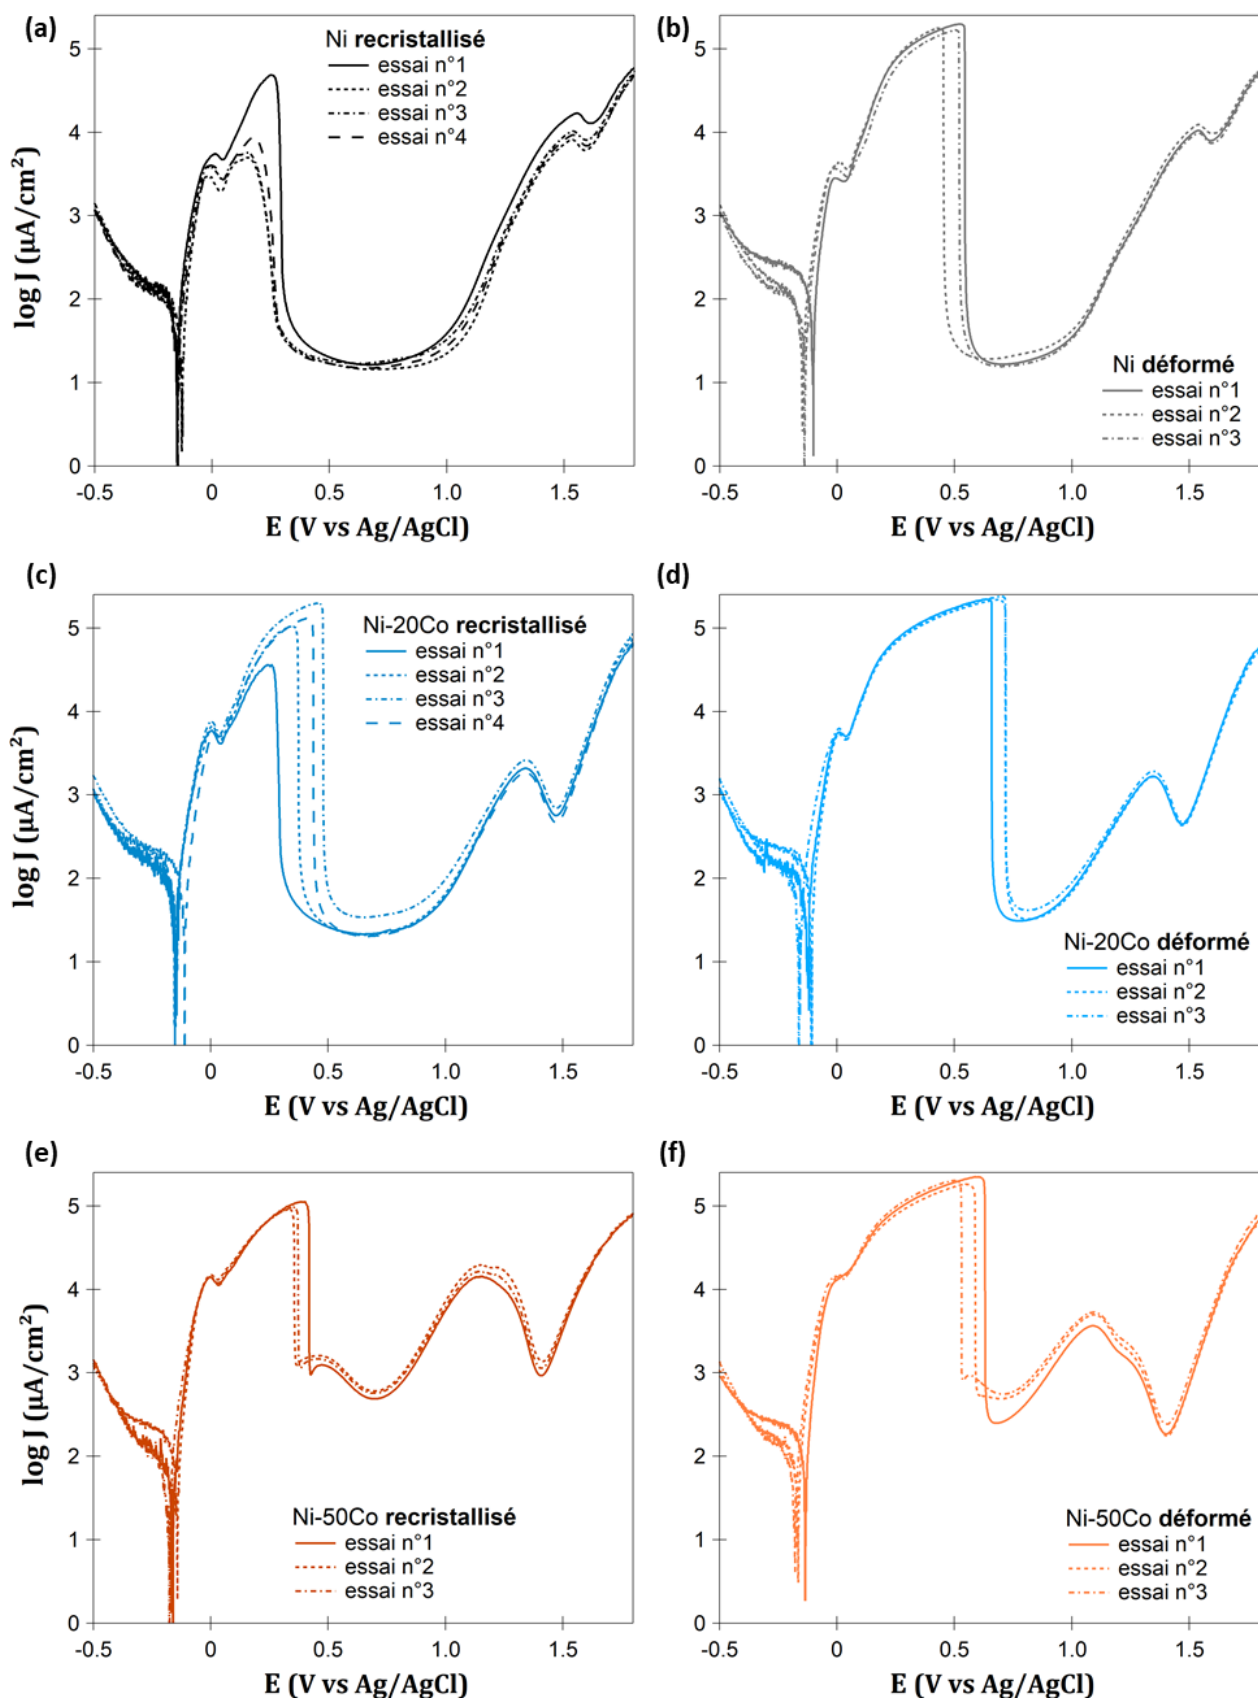 (a)
Ni recristallisé
essai n°1
essai n°2
essai n°3
essai n°4
log J (µA/cm²)
5
4
3
2
1
0
-0.5
0
0.5
1.0
1.5
E (V vs Ag/AgCl)
(b)
5
4
3
2
1
0
Ni déformé
essai n°1
essai n°2
essai n°3
-0.5
0
0.5
1.0
1.5
E (V vs Ag/AgCl)
(c)
Ni-20Co recristallisé
essai n°1
essai n°2
essai n°3
essai n°4
log J (µA/cm²)
5
4
3
2
1
0
-0.5
0
0.5
1.0
1.5
E (V vs Ag/AgCl)
(d)
5
4
3
2
1
0
Ni-20Co déformé
essai n°1
essai n°2
essai n°3
-0.5
0
0.5
1.0
1.5
E (V vs Ag/AgCl)
(e)
log J (µA/cm²)
5
4
3
2
1
0
Ni-50Co recristallisé
essai n°1
essai n°2
essai n°3
-0.5
0
0.5
1.0
1.5
E (V vs Ag/AgCl)
(f)
5
4
3
2
1
0
Ni-50Co déformé
essai n°1
essai n°2
essai n°3
-0.5
0
0.5
1.0
1.5
E (V vs Ag/AgCl)